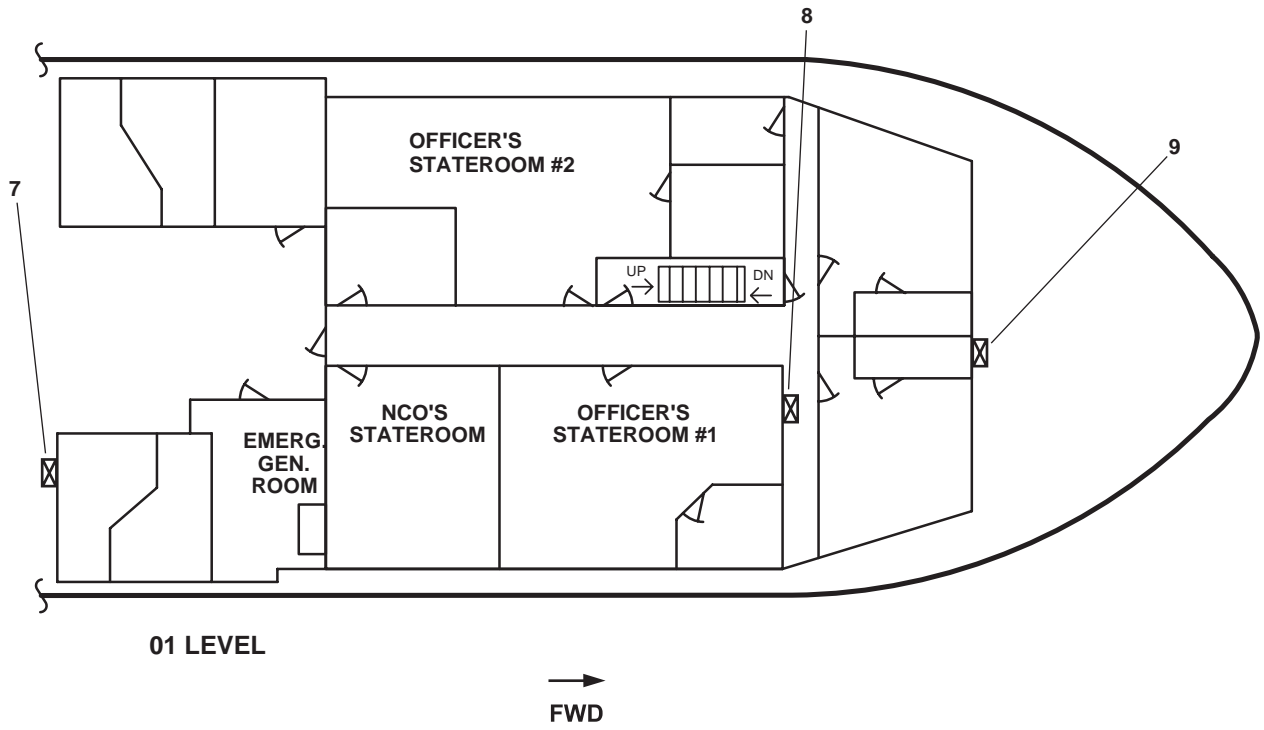 8
OFFICER'S
STATEROOM #2
9
7
UP
DN
NCO'S
STATEROOM
OFFICER'S
STATEROOM #1
EMERG.
GEN.
ROOM
01 LEVEL
FWD